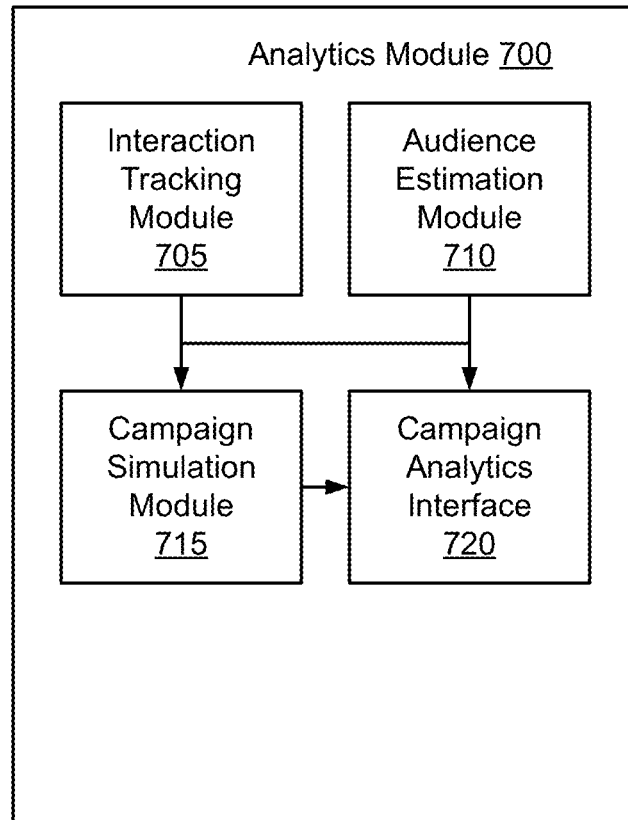 Analytics Module 700
Interaction
Tracking
Module
705
Audience
Estimation
Module
710
Campaign
Simulation
Module
715
Campaign
Analytics
Interface
720